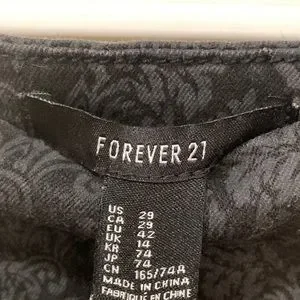 FOREVER 21
US 29
CA 29
EU 42
UK 14
KR 74
JP 74
CN 165/74A
MADE IN CHINA
FABRIQUÉ EN CHINE